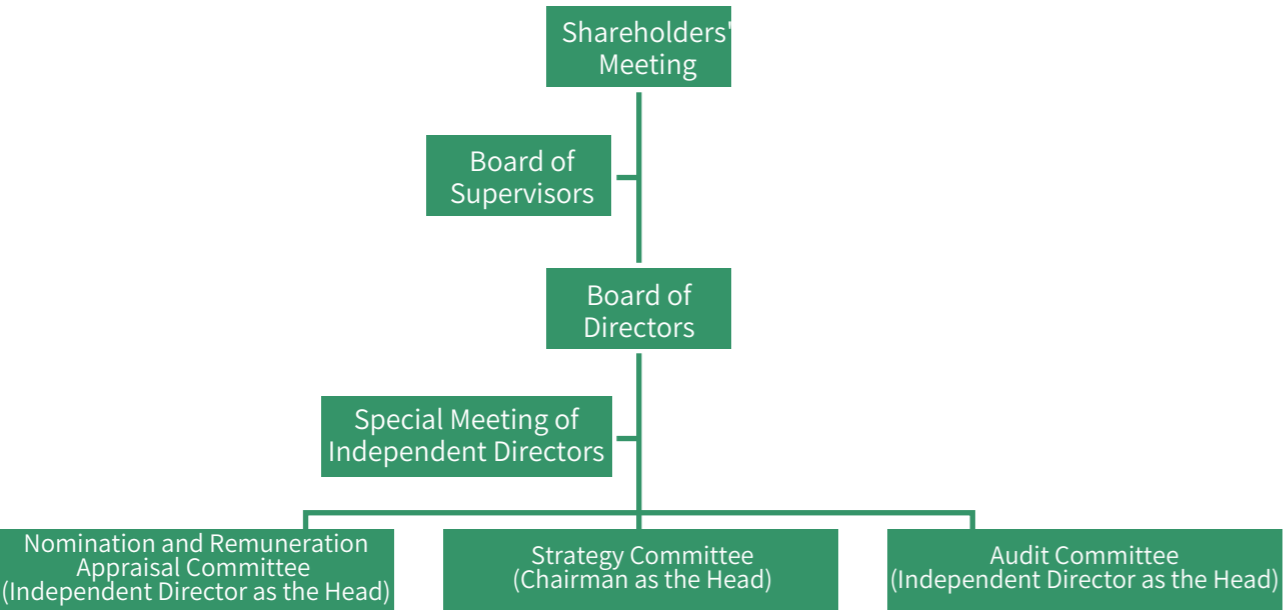 Shareholders'
Meeting
Board of
Supervisors
Board of
Directors
Special Meeting of
Independent Directors
Nomination and Remuneration
Appraisal Committee
(Independent Director as the Head)
Strategy Committee
(Chairman as the Head)
Audit Committee
(Independent Director as the Head)